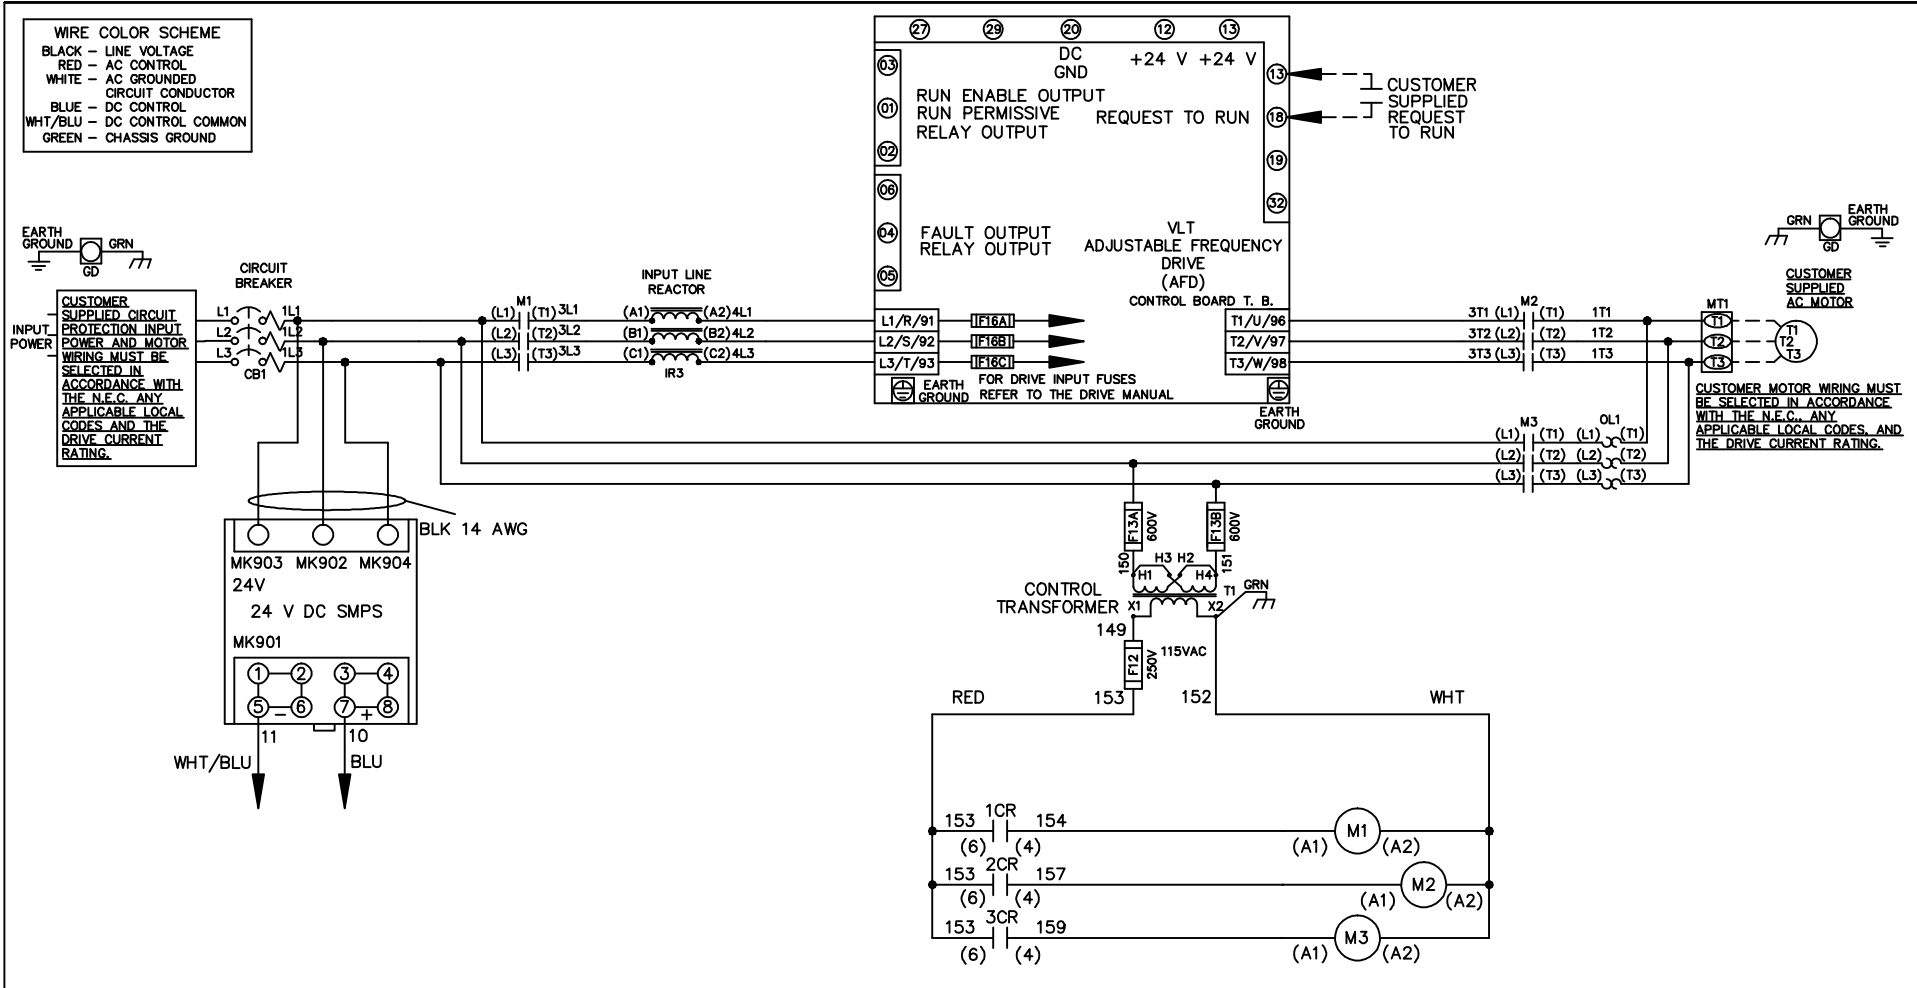 WIRE COLOR SCHEME
BLACK – LINE VOLTAGE
RED – AC CONTROL
WHITE – AC GROUNDED
CIRCUIT CONDUCTOR
BLUE – DC CONTROL
WHT/BLU – DC CONTROL COMMON
GREEN – CHASSIS GROUND
27 29 20 12 13
DC
GND
+24 V +24 V
03
01
02
RUN ENABLE OUTPUT
RUN PERMISSIVE
RELAY OUTPUT
REQUEST TO RUN
13
18
19
32
CUSTOMER
SUPPLIED
REQUEST
TO RUN
06
04
05
FAULT OUTPUT
RELAY OUTPUT
VLT
ADJUSTABLE FREQUENCY
DRIVE
(AFD)
CONTROL BOARD T. B.
EARTH
GROUND
GRN
GD
CIRCUIT
BREAKER
INPUT LINE
REACTOR
INPUT
POWER
CUSTOMER
SUPPLIED CIRCUIT
PROTECTION INPUT
POWER AND MOTOR
WIRING MUST BE
SELECTED IN
ACCORDANCE WITH
THE N.E.C. ANY
APPLICABLE LOCAL
CODES AND THE
DRIVE CURRENT
RATING.
L1 1L1
L2 1L2
L3 1L3
CB1
M1
(L1) (T1) 3L1
(L2) (T2) 3L2
(L3) (T3) 3L3
(A1) (A2) 4L1
(B1) (B2) 4L2
(C1) (C2) 4L3
IR3
L1/R/91 F16A
L2/S/92 F16B
L3/T/93 F16C
FOR DRIVE INPUT FUSES
REFER TO THE DRIVE MANUAL
EARTH
GROUND
T1/U/96
T2/V/97
T3/W/98
EARTH
GROUND
M2
3T1 (L1) (T1) 1T1
3T2 (L2) (T2) 1T2
3T3 (L3) (T3) 1T3
MT1
T1
T2
T3
T1
T2
T3
GRN
GD
EARTH
GROUND
CUSTOMER
SUPPLIED
AC MOTOR
CUSTOMER MOTOR WIRING MUST
BE SELECTED IN ACCORDANCE
WITH THE N.E.C., ANY
APPLICABLE LOCAL CODES, AND
THE DRIVE CURRENT RATING.
M3 OL1
(L1) (T1) (L1) (T1)
(L2) (T2) (L2) (T2)
(L3) (T3) (L3) (T3)
BLK 14 AWG
MK903 MK902 MK904
24V
24 V DC SMPS
MK901
1 2 3 4
5 – 6 7 + 8
11 10
WHT/BLU BLU
F13A 600V
F13B 600V
150 151
H3 H2
H1 H4
CONTROL
TRANSFORMER
X1 X2
T1 GRN
149
F12 250V
115VAC
RED 153 152 WHT
1CR
153 154
(6) (4)
M1
(A1) (A2)
2CR
153 157
(6) (4)
M2
(A1) (A2)
3CR
153 159
(6) (4)
M3
(A1) (A2)